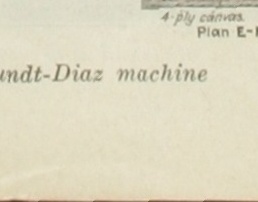 4-ply canvas.
Plan E-
undt-Diaz machine